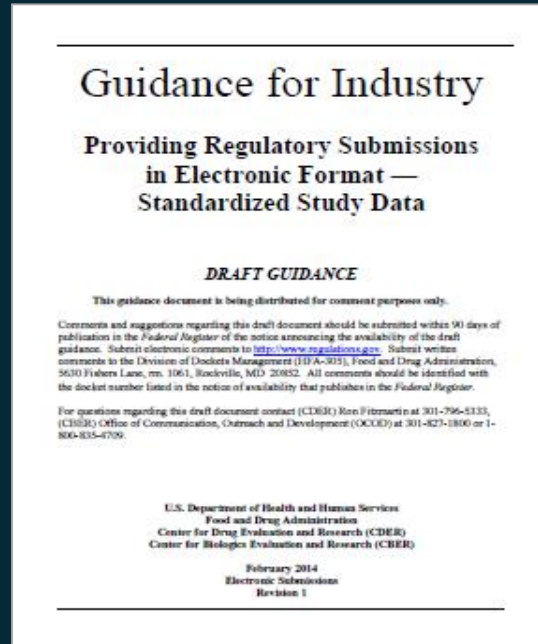 Guidance for Industry
Providing Regulatory Submissions
in Electronic Format —
Standardized Study Data
DRAFT GUIDANCE
This guidance document is being distributed for comment purposes only.
Comments and suggestions regarding this draft document should be submitted within 90 days of
publication in the Federal Register of the notice announcing the availability of the draft
guidance. Submit electronic comments to http://www.regulations.gov. Submit written
comments to the Division of Dockets Management (HFA-305), Food and Drug Administration,
5630 Fishers Lane, rm. 1061, Rockville, MD 20852. All comments should be identified with
the docket number listed in the notice of availability that publishes in the Federal Register.
For questions regarding this draft document contact (CDER) Ron Fitzmartin at 301-796-5333,
(CBER) Office of Communication, Outreach and Development (OCOD) at 301-827-1800 or 1-
800-835-4709.
U.S. Department of Health and Human Services
Food and Drug Administration
Center for Drug Evaluation and Research (CDER)
Center for Biologics Evaluation and Research (CBER)
February 2014
Electronic Submissions
Revision 1